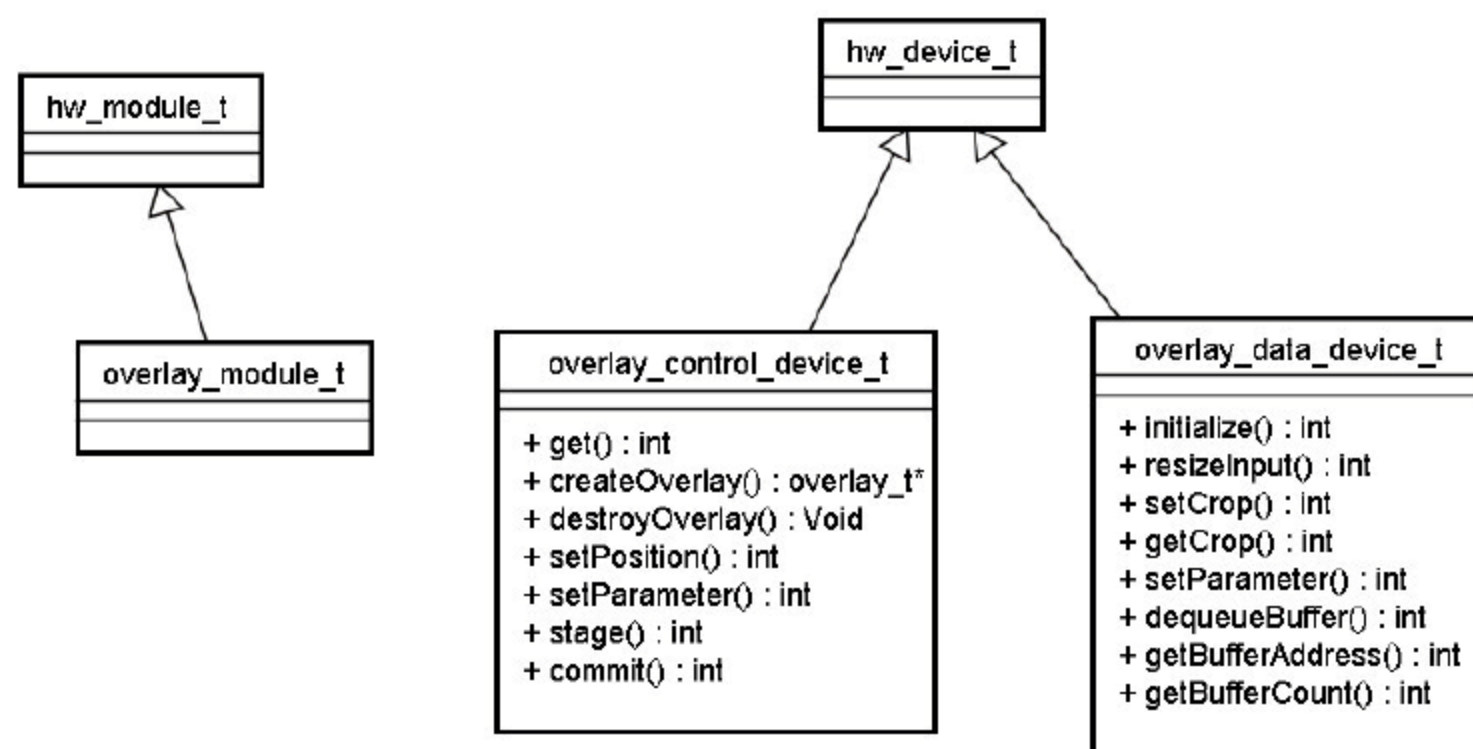 hw_module_t
overlay_module_t
hw_device_t
overlay_control_device_t
+ get() : int
+ createOverlay() : overlay_t*
+ destroyOverlay() : Void
+ setPosition() : int
+ setParameter() : int
+ stage() : int
+ commit() : int
overlay_data_device_t
+ initialize() : int
+ resizeInput() : int
+ setCrop() : int
+ getCrop() : int
+ setParameter() : int
+ dequeueBuffer() : int
+ getBufferAddress() : int
+ getBufferCount() : int